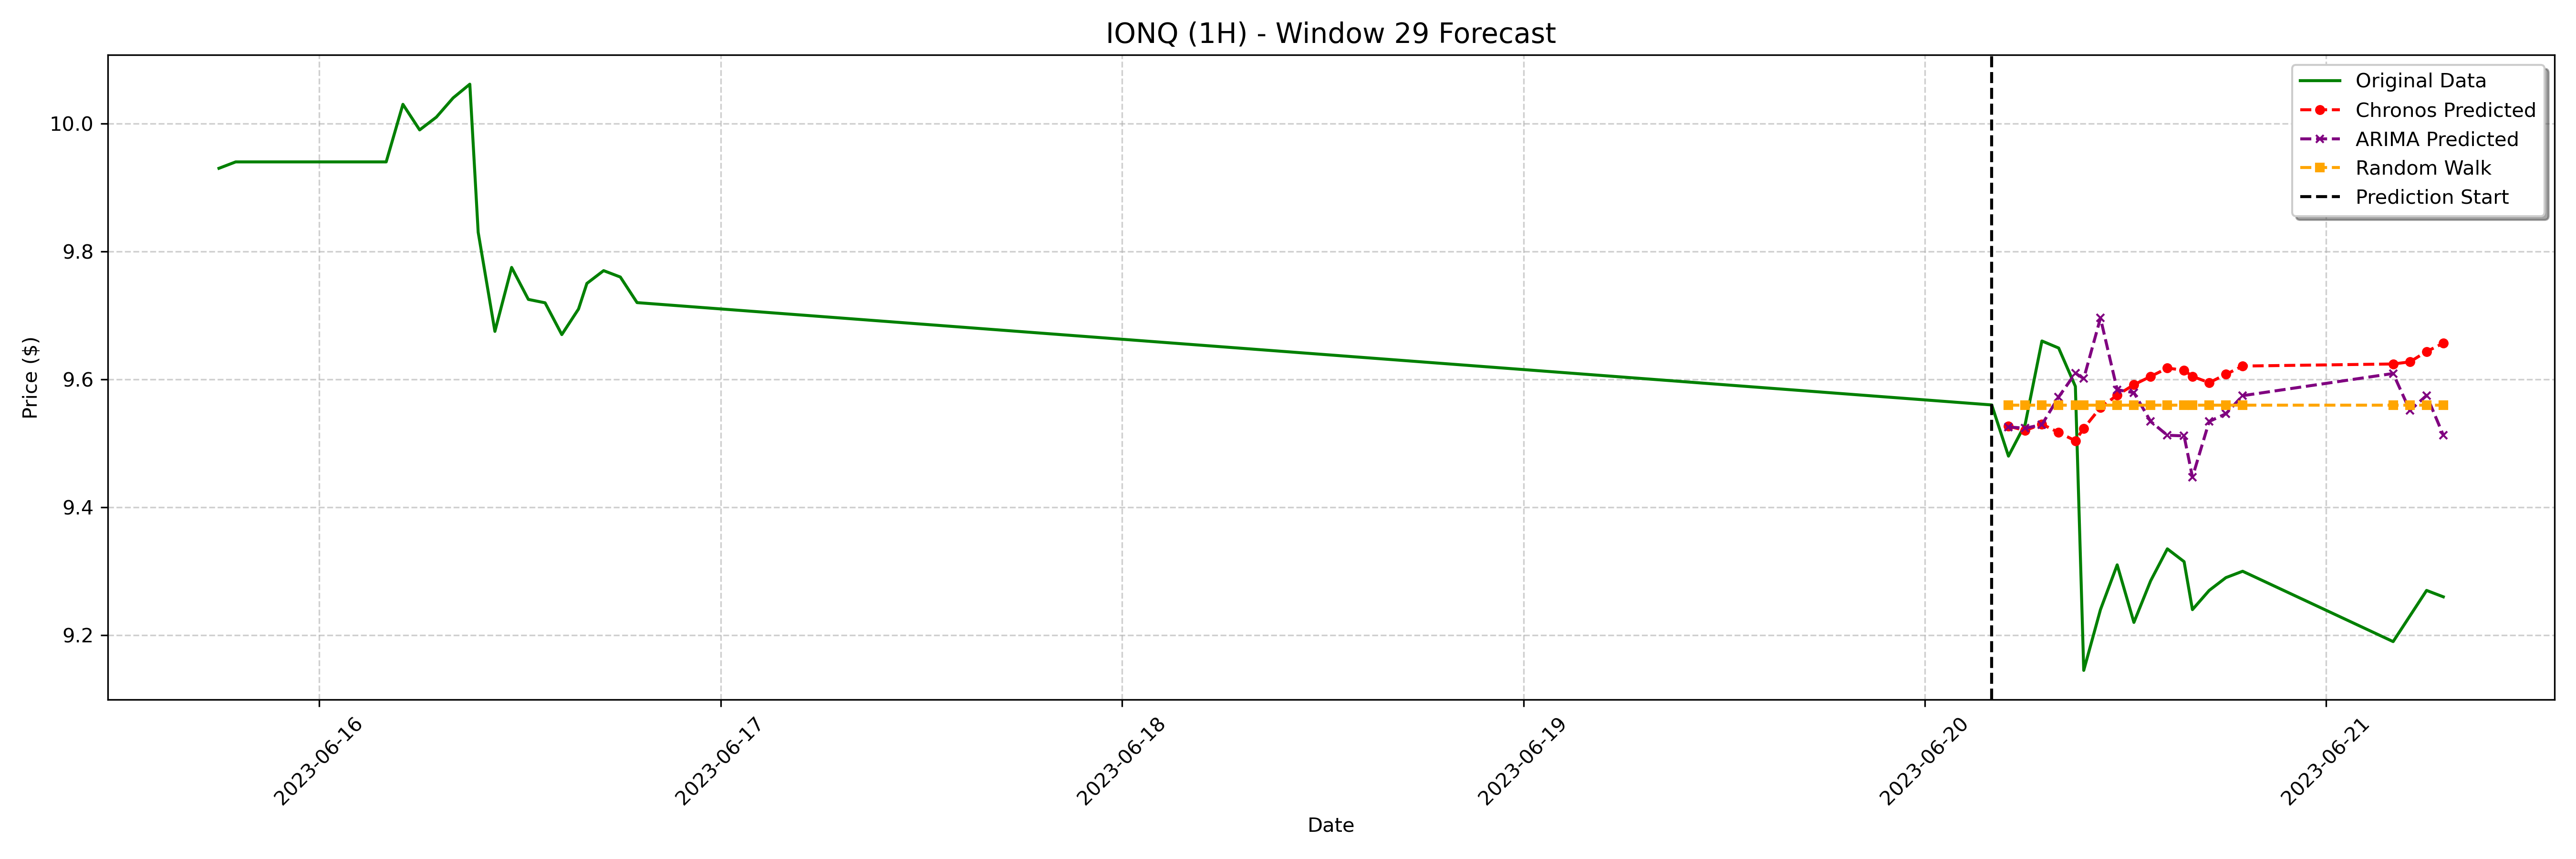 IONQ (1H) - Window 29 Forecast
Original Data
Chronos Predicted
ARIMA Predicted
Random Walk
Prediction Start
Price ($)
10.0
9.8
9.6
9.4
9.2
2023-06-16
2023-06-17
2023-06-18
2023-06-19
2023-06-20
2023-06-21
Date